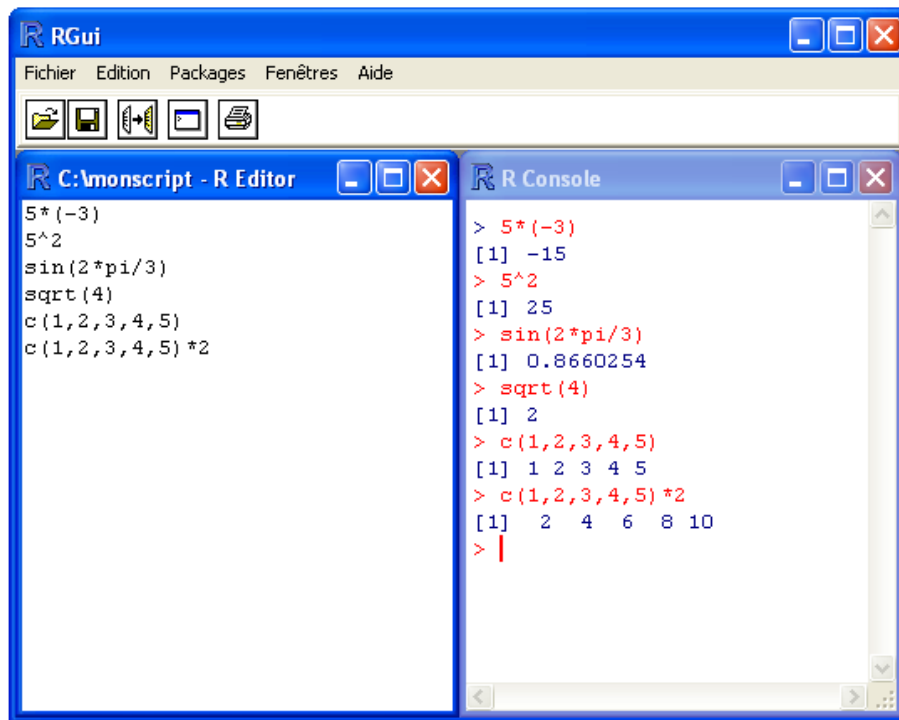 RGui
Fichier Edition Packages Fenêtres Aide
C:\monscript - R Editor
5*(-3)
5^2
sin(2*pi/3)
sqrt(4)
c(1,2,3,4,5)
c(1,2,3,4,5)*2
R Console
> 5*(-3)
[1] -15
> 5^2
[1] 25
> sin(2*pi/3)
[1] 0.8660254
> sqrt(4)
[1] 2
> c(1,2,3,4,5)
[1] 1 2 3 4 5
> c(1,2,3,4,5)*2
[1]  2  4  6  8 10
>